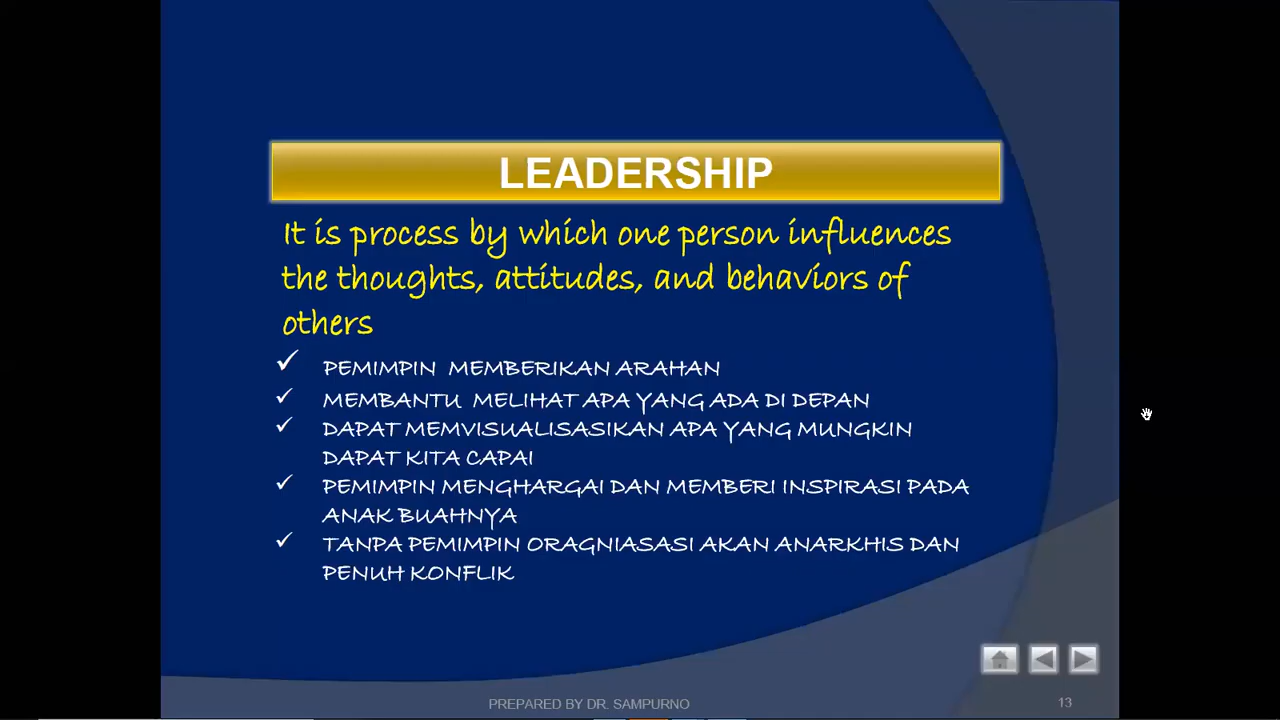 LEADERSHIP
It is process by which one person influences
the thoughts, attitudes, and behaviors of
others
✓ PEMIMPIN MEMBERIKAN ARAHAN
✓ MEMBANTU MELIHAT APA YANG ADA DI DEPAN
✓ DAPAT MEMVISUALISASIKAN APA YANG MUNGKIN
DAPAT KITA CAPAI
✓ PEMIMPIN MENGHARGAI DAN MEMBERI INSPIRASI PADA
ANAK BUAHNYA
✓ TANPA PEMIMPIN ORAGNIASASI AKAN ANARKHIS DAN
PENUH KONFLIK
PREPARED BY DR. SAMPURNO
13